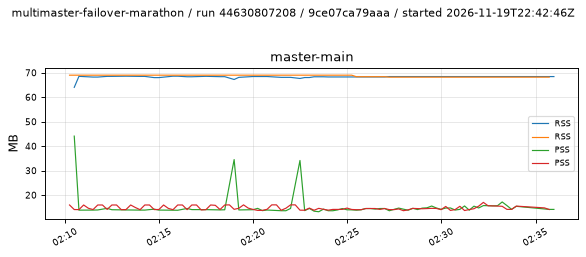 multimaster-failover-marathon / run 44630807208 / 9ce07ca79aaa / started 2026-11-19T22:42:46Z
master-main
MB
70
60
50
40
30
20
RSS
RSS
PSS
PSS
02:10
02:15
02:20
02:25
02:30
02:35